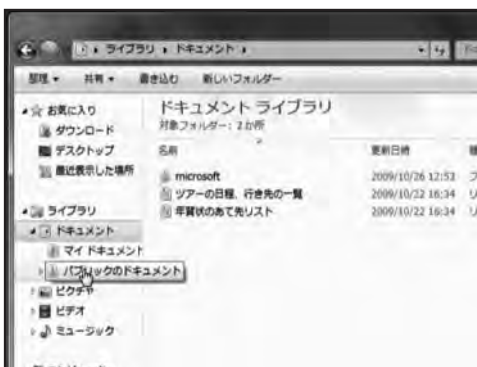 ライブラリ ▸ ドキュメント ▸
整理 ▾ 共有 ▾ 書き込む 新しいフォルダー
お気に入り
ダウンロード
デスクトップ
最近表示した場所
ライブラリ
ドキュメント
マイ ドキュメント
パブリックのドキュメント
ピクチャ
ビデオ
ミュージック
ドキュメント ライブラリ
対象フォルダー: 2か所
名前 更新日時
microsoft 2009/10/26 12:53
ツアーの日程、行き先の一覧 2009/10/22 16:34
年賀状のあて先リスト 2009/10/22 16:34